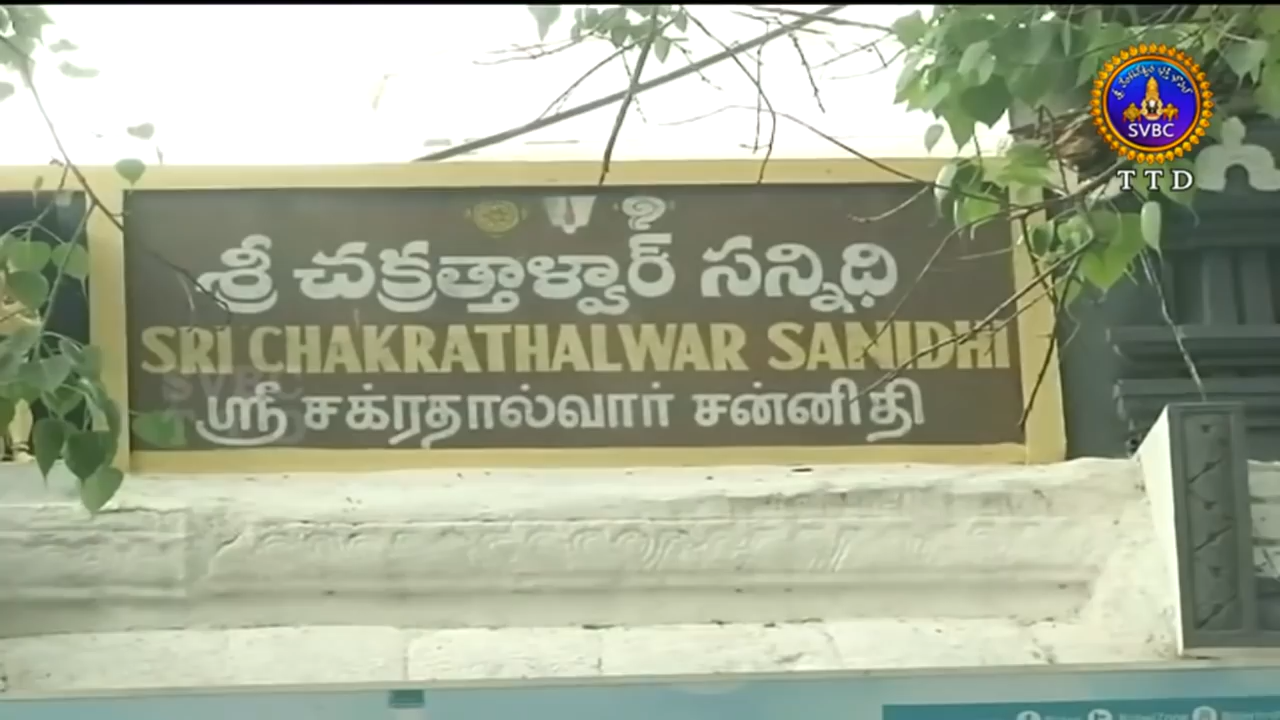 శ్రీ చక్రత్తాళ్వార్ సన్నిధి
SRI CHAKRATHALWAR SANIDHI
ஸ்ரீ சக்ரதால்வார் சன்னிதி
SVBC
TTD